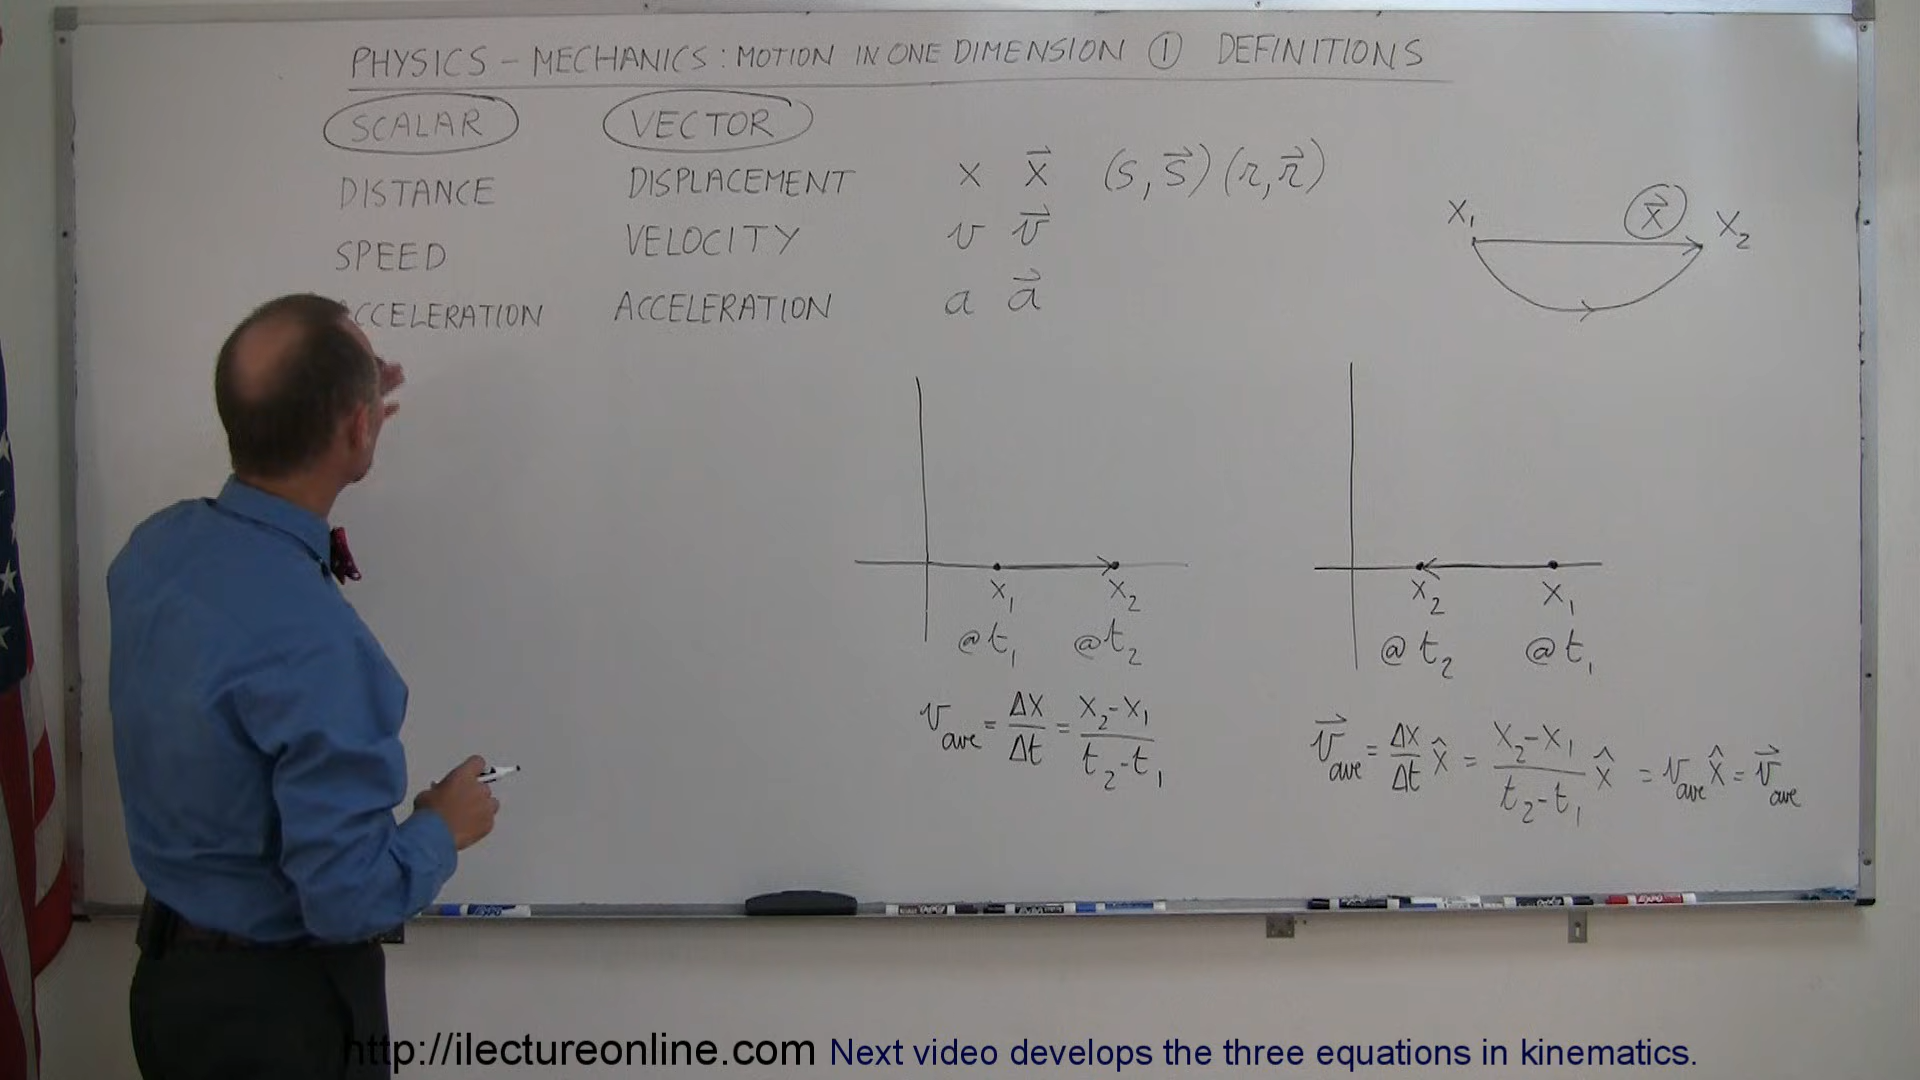 PHYSICS - MECHANICS: MOTION IN ONE DIMENSION ① DEFINITIONS
SCALAR VECTOR
DISTANCE DISPLACEMENT x x⃗ (s, s⃗) (r, r⃗)
SPEED VELOCITY v v⃗
ACCELERATION ACCELERATION a a⃗
x₁ x⃗ x₂
x₁ x₂
@t₁ @t₂
v_ave = Δx/Δt = (x₂-x₁)/(t₂-t₁)
x₂ x₁
@t₂ @t₁
v⃗_ave = Δx/Δt x̂ = (x₂-x₁)/(t₂-t₁) x̂ = v_ave x̂ = v⃗_ave
EXPO
EXPO
http://ilectureonline.com Next video develops the three equations in kinematics.